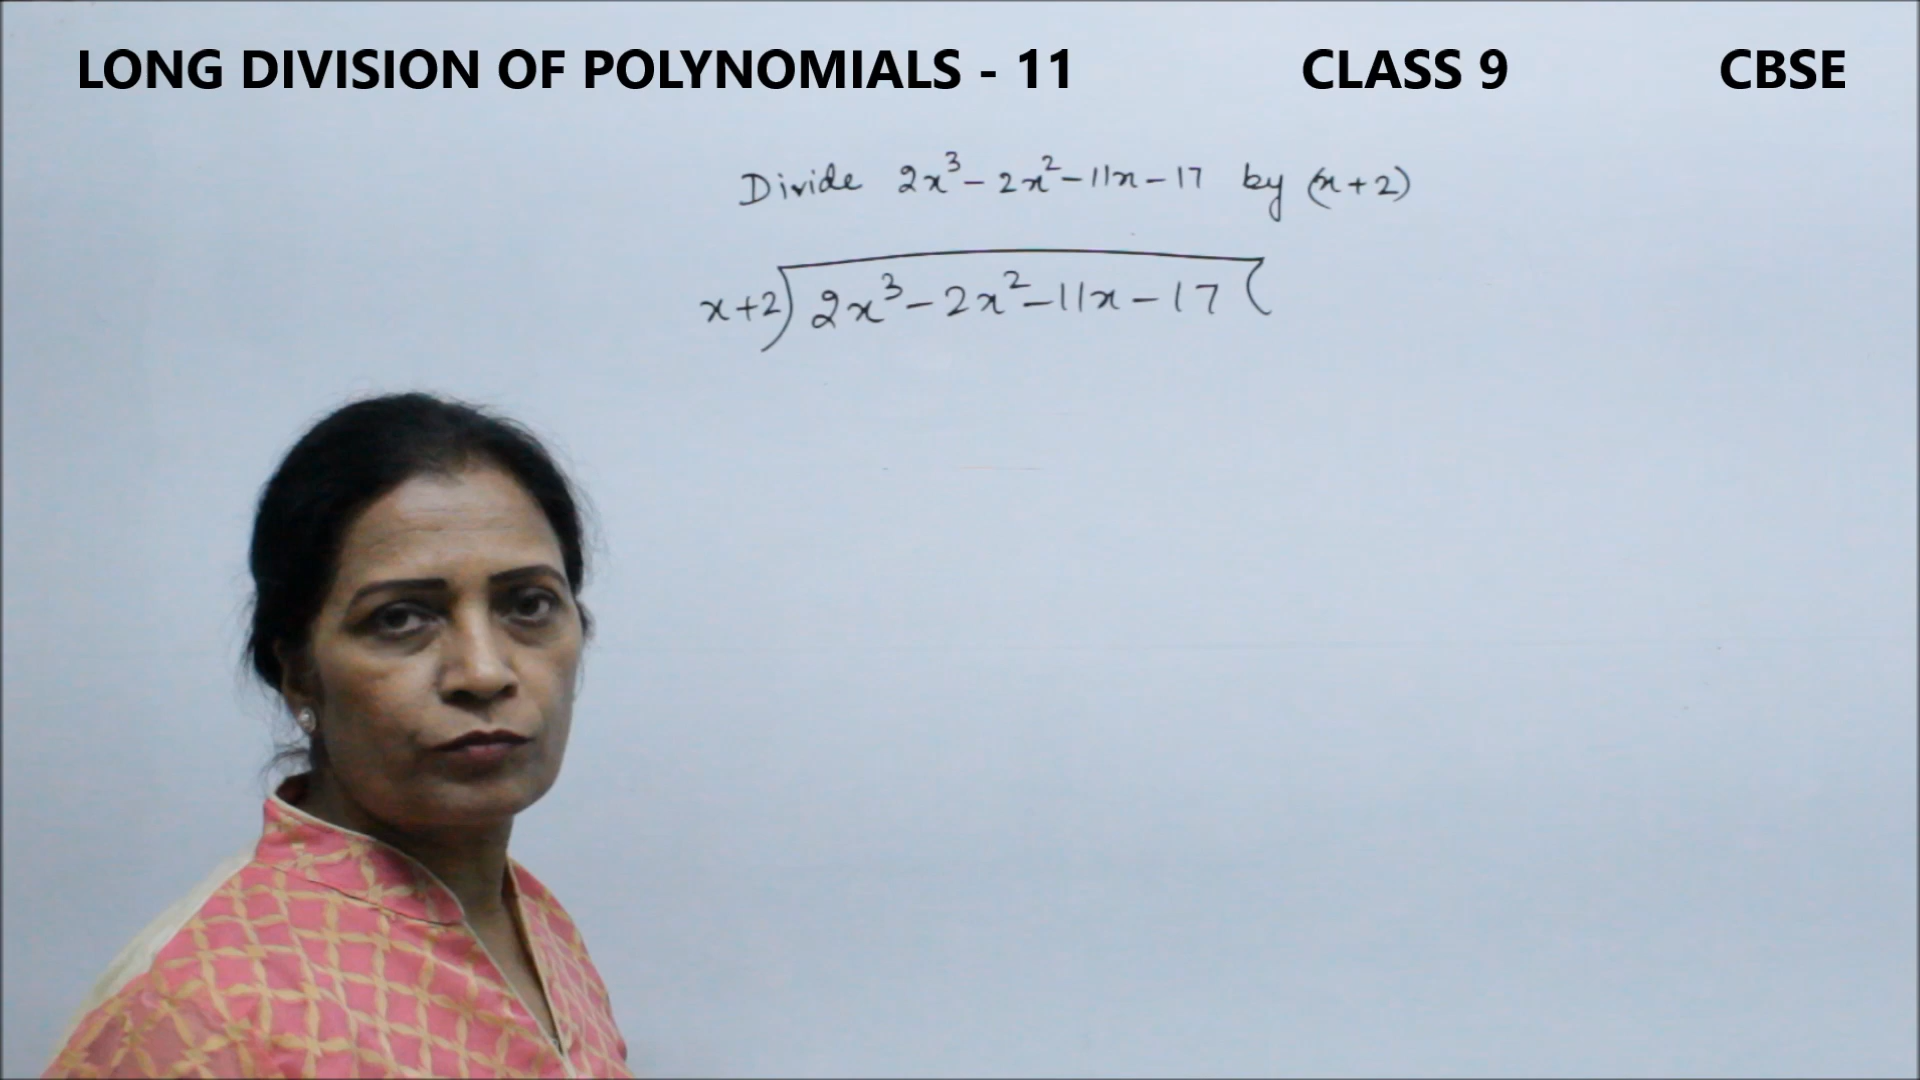 LONG DIVISION OF POLYNOMIALS - 11 CLASS 9 CBSE
Divide 2x³ - 2x² - 11x - 17 by (x + 2)
x+2) 2x³ - 2x² - 11x - 17 (